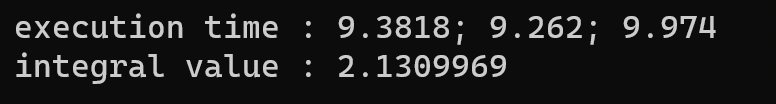 execution time : 9.3818; 9.262; 9.974
integral value : 2.1309969